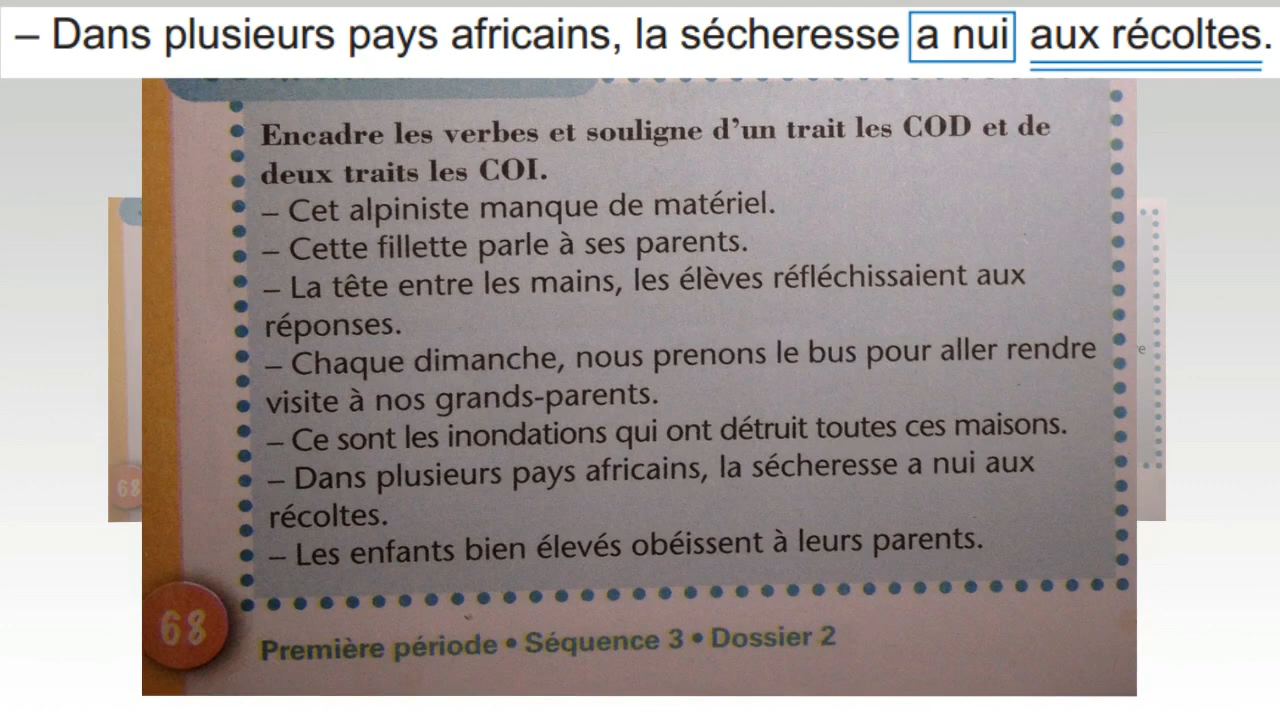 – Dans plusieurs pays africains, la sécheresse a nui aux récoltes.
Encadre les verbes et souligne d’un trait les COD et de
deux traits les COI.
– Cet alpiniste manque de matériel.
– Cette fillette parle à ses parents.
– La tête entre les mains, les élèves réfléchissaient aux
réponses.
– Chaque dimanche, nous prenons le bus pour aller rendre
visite à nos grands-parents.
– Ce sont les inondations qui ont détruit toutes ces maisons.
– Dans plusieurs pays africains, la sécheresse a nui aux
récoltes.
– Les enfants bien élevés obéissent à leurs parents.
68
68
Première période • Séquence 3 • Dossier 2